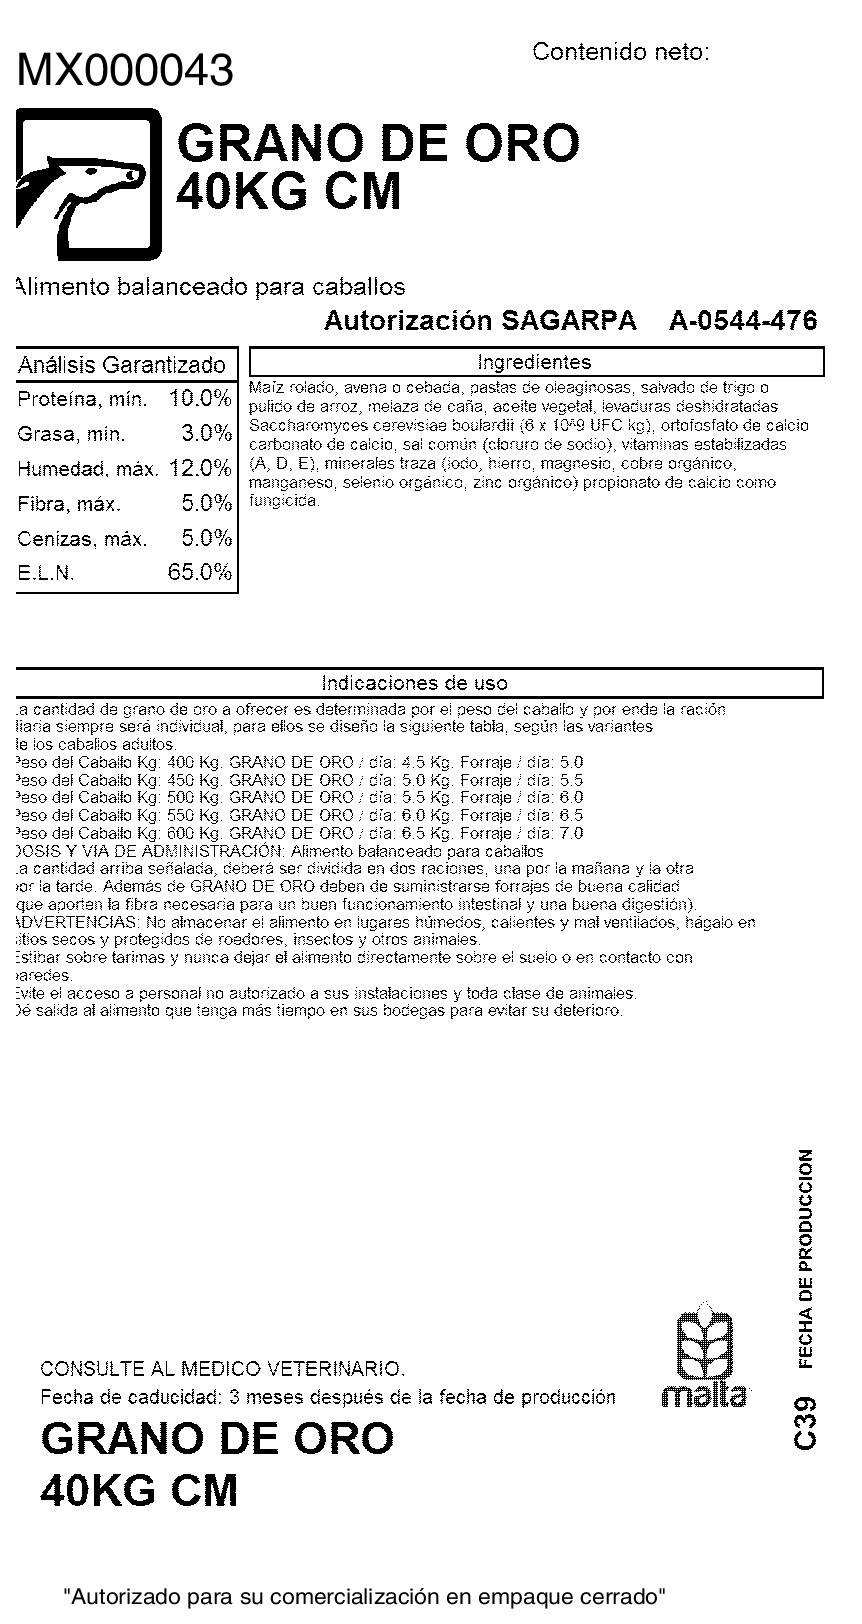 MX000043
Contenido neto:
GRANO DE ORO
40KG CM
Alimento balanceado para caballos
Autorización SAGARPA A-0544-476
Análisis Garantizado
Proteína, mín. 10.0%
Grasa, mín. 3.0%
Humedad, máx. 12.0%
Fibra, máx. 5.0%
Cenizas, máx. 5.0%
E.L.N. 65.0%
Ingredientes
Maíz rolado, avena o cebada, pastas de oleaginosas, salvado de trigo o
pulido de arroz, melaza de caña, aceite vegetal, levaduras deshidratadas
Saccharomyces cerevisiae boulardii (6 x 10^9 UFC kg), ortofosfato de calcio
carbonato de calcio, sal común (cloruro de sodio), vitaminas estabilizadas
(A, D, E), minerales traza (iodo, hierro, magnesio, cobre orgánico,
manganeso, selenio orgánico, zinc orgánico) propionato de calcio como
fungicida.
Indicaciones de uso
La cantidad de grano de oro a ofrecer es determinada por el peso del caballo y por ende la ración
diaria siempre será individual, para ellos se diseño la siguiente tabla, según las variantes
de los caballos adultos.
Peso del Caballo Kg: 400 Kg. GRANO DE ORO / día: 4.5 Kg. Forraje / día: 5.0
Peso del Caballo Kg: 450 Kg. GRANO DE ORO / día: 5.0 Kg. Forraje / día: 5.5
Peso del Caballo Kg: 500 Kg. GRANO DE ORO / día: 5.5 Kg. Forraje / día: 6.0
Peso del Caballo Kg: 550 Kg. GRANO DE ORO / día: 6.0 Kg. Forraje / día: 6.5
Peso del Caballo Kg: 600 Kg. GRANO DE ORO / día: 6.5 Kg. Forraje / día: 7.0
DOSIS Y VIA DE ADMINISTRACIÓN: Alimento balanceado para caballos
La cantidad arriba señalada, deberá ser dividida en dos raciones, una por la mañana y la otra
por la tarde. Además de GRANO DE ORO deben de suministrarse forrajes de buena calidad
(que aporten la fibra necesaria para un buen funcionamiento intestinal y una buena digestión).
ADVERTENCIAS: No almacenar el alimento en lugares húmedos, calientes y mal ventilados, hágalo en
sitios secos y protegidos de roedores, insectos y otros animales.
Estibar sobre tarimas y nunca dejar el alimento directamente sobre el suelo o en contacto con
paredes.
Evite el acceso a personal no autorizado a sus instalaciones y toda clase de animales.
Dé salida al alimento que tenga más tiempo en sus bodegas para evitar su deterioro.
C39 FECHA DE PRODUCCION
malta
CONSULTE AL MEDICO VETERINARIO.
Fecha de caducidad: 3 meses después de la fecha de producción
GRANO DE ORO
40KG CM
"Autorizado para su comercialización en empaque cerrado"